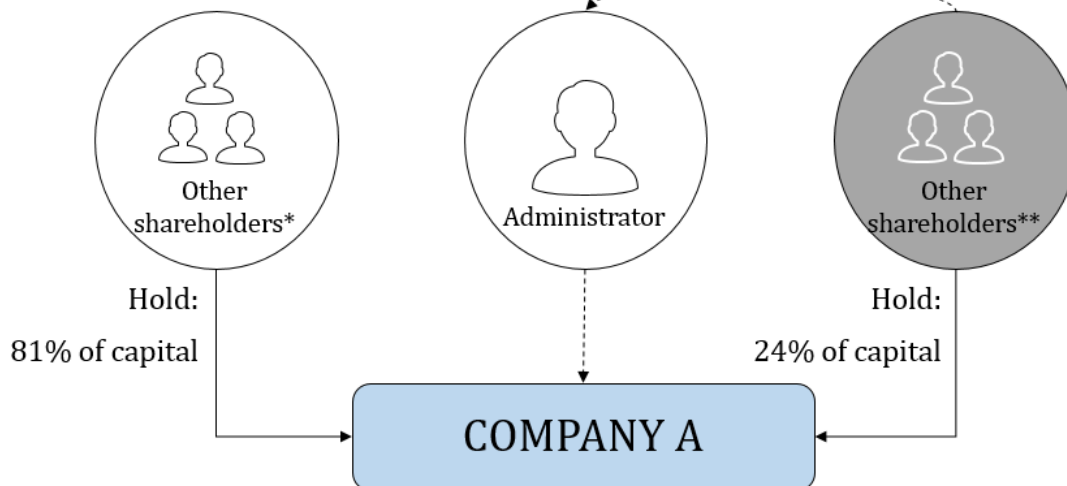 Other
shareholders*
Administrator
Other
shareholders**
Hold:
81% of capital
Hold:
24% of capital
COMPANY A